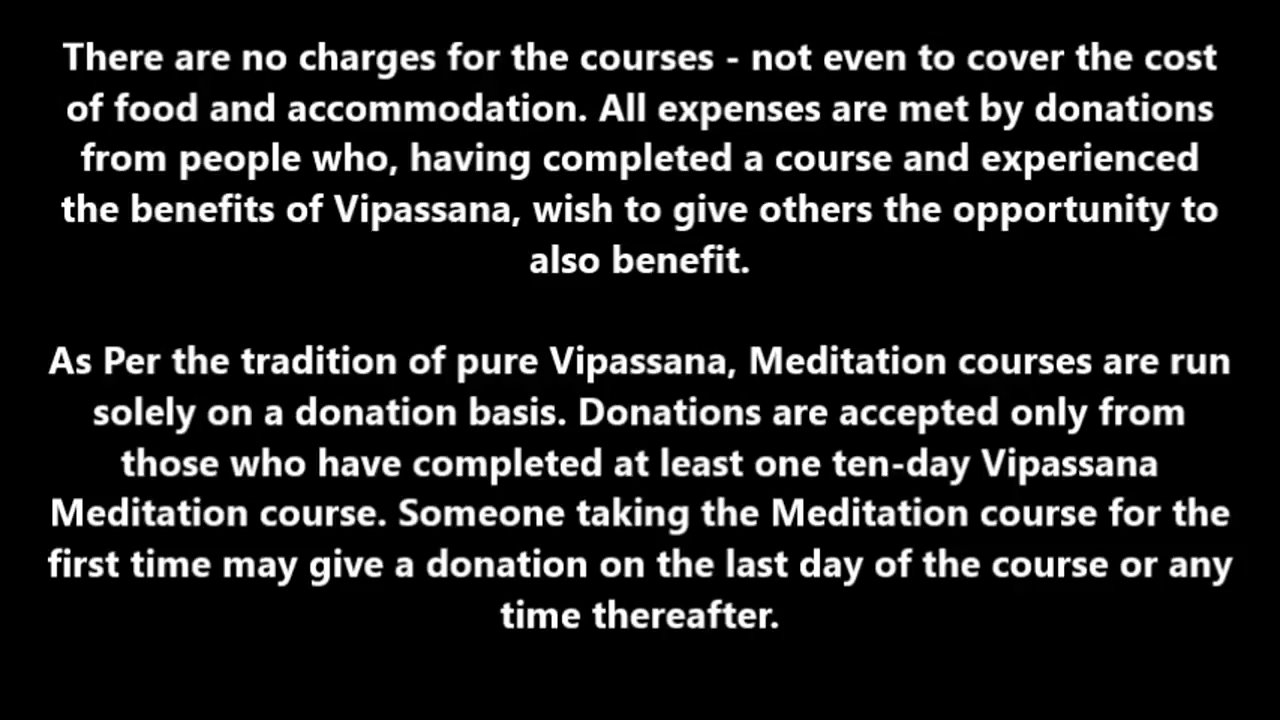 There are no charges for the courses - not even to cover the cost
of food and accommodation. All expenses are met by donations
from people who, having completed a course and experienced
the benefits of Vipassana, wish to give others the opportunity to
also benefit.
As Per the tradition of pure Vipassana, Meditation courses are run
solely on a donation basis. Donations are accepted only from
those who have completed at least one ten-day Vipassana
Meditation course. Someone taking the Meditation course for the
first time may give a donation on the last day of the course or any
time thereafter.